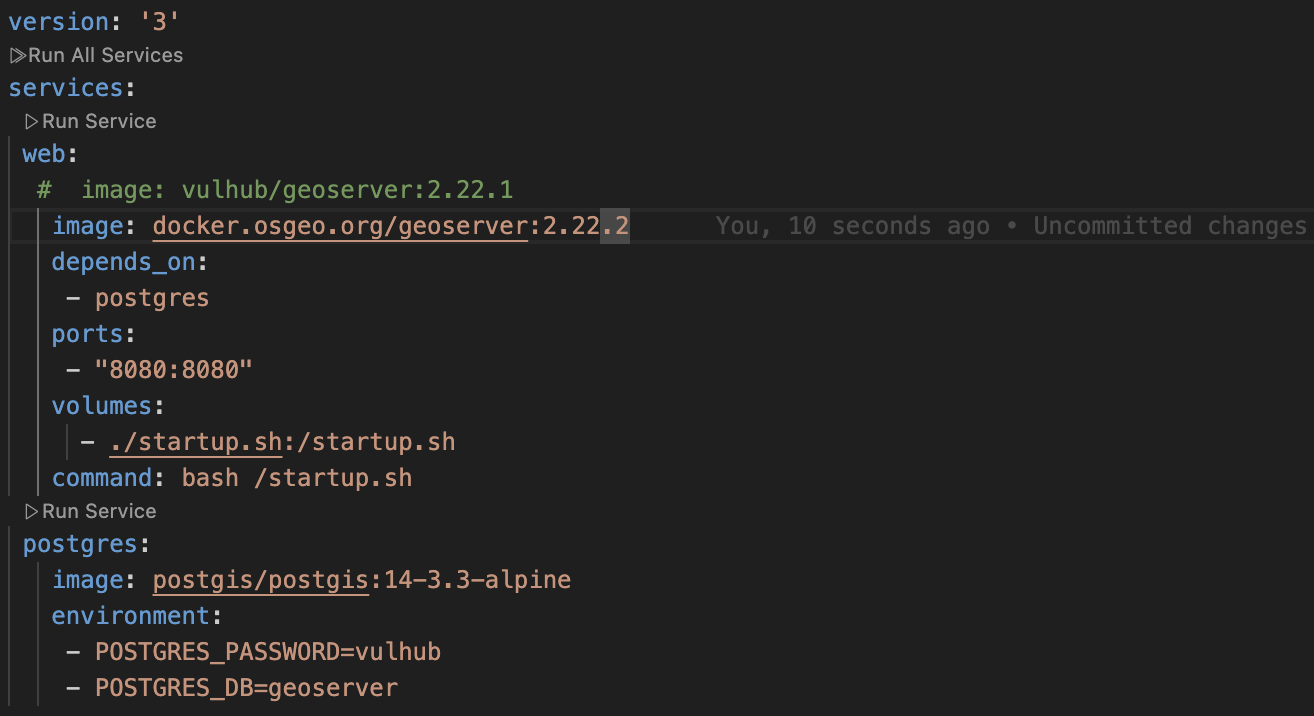 version: '3'
Run All Services
services:
Run Service
web:
#  image: vulhub/geoserver:2.22.1
image: docker.osgeo.org/geoserver:2.22.2 You, 10 seconds ago • Uncommitted changes
depends_on:
- postgres
ports:
- "8080:8080"
volumes:
- ./startup.sh:/startup.sh
command: bash /startup.sh
Run Service
postgres:
image: postgis/postgis:14-3.3-alpine
environment:
- POSTGRES_PASSWORD=vulhub
- POSTGRES_DB=geoserver